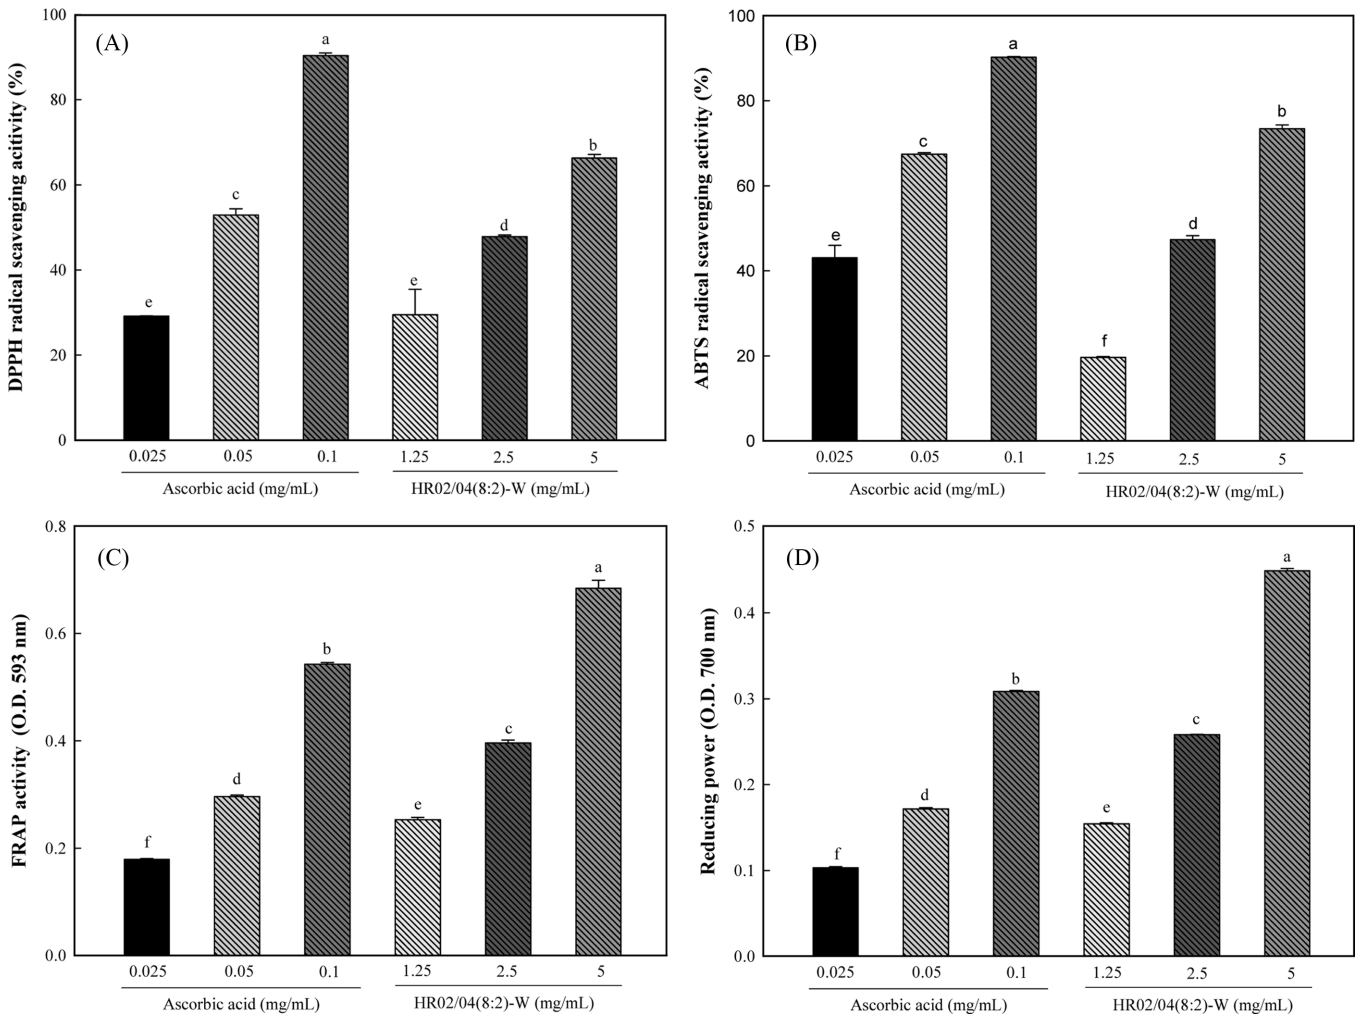 (A)
DPPH radical scavenging acitivity (%)
100
80
60
40
20
0
e
c
a
e
d
b
0.025 0.05 0.1 1.25 2.5 5
Ascorbic acid (mg/mL) HR02/04(8:2)-W (mg/mL)
(B)
ABTS radical scavenging activity (%)
100
80
60
40
20
0
e
c
a
f
d
b
0.025 0.05 0.1 1.25 2.5 5
Ascorbic acid (mg/mL) HR02/04(8:2)-W (mg/mL)
(C)
FRAP activity (O.D. 593 nm)
0.8
0.6
0.4
0.2
0.0
f
d
b
e
c
a
0.025 0.05 0.1 1.25 2.5 5
Ascorbic acid (mg/mL) HR02/04(8:2)-W (mg/mL)
(D)
Reducing power (O.D. 700 nm)
0.5
0.4
0.3
0.2
0.1
0.0
f
d
b
e
c
a
0.025 0.05 0.1 1.25 2.5 5
Ascorbic acid (mg/mL) HR02/04(8:2)-W (mg/mL)